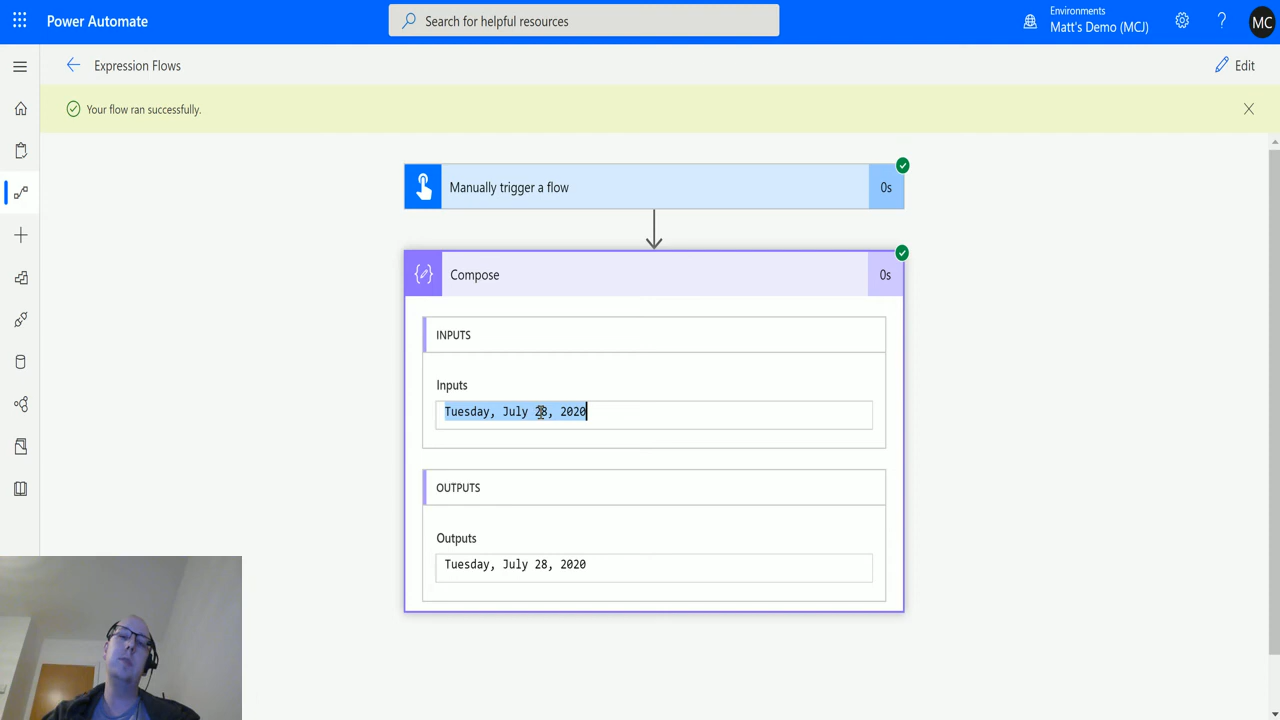 Power Automate
Search for helpful resources
Environments
Matt's Demo (MCJ)
?
MC
Expression Flows
Edit
Your flow ran successfully.
Manually trigger a flow
0s
Compose
0s
INPUTS
Inputs
Tuesday, July 28, 2020
OUTPUTS
Outputs
Tuesday, July 28, 2020